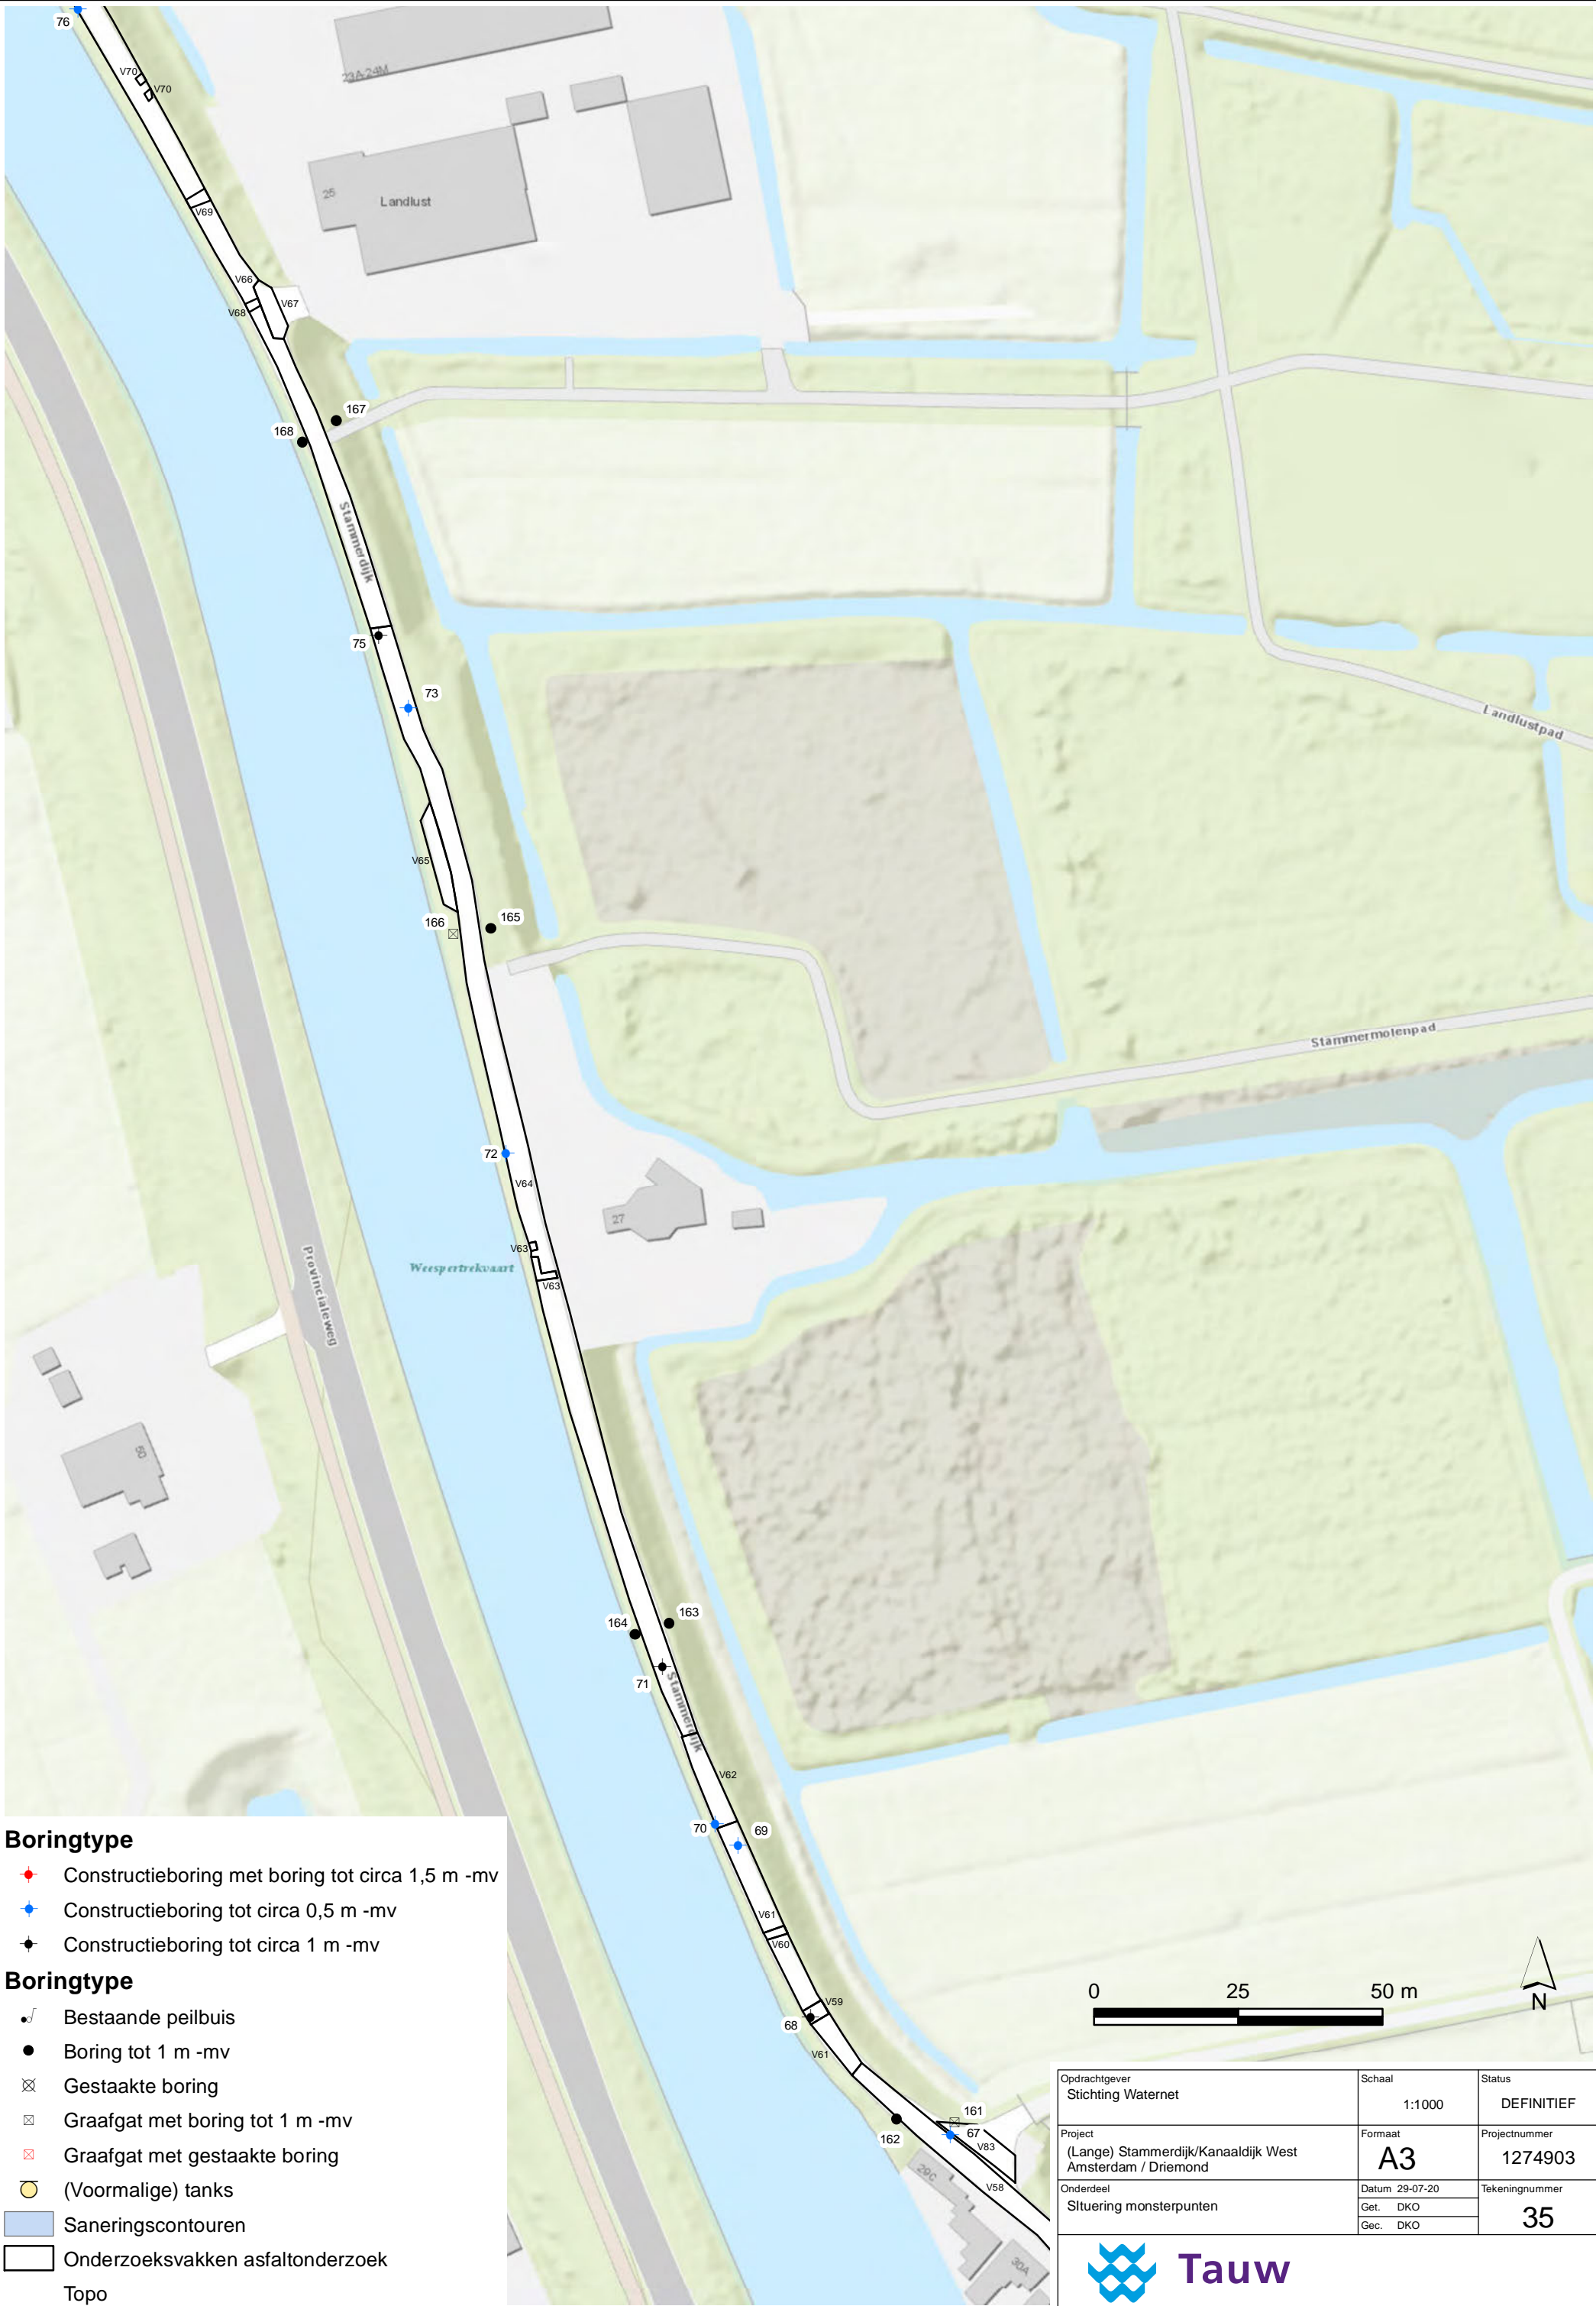 76
V70
V70
23A-24M
25
Landlust
V69
V66
V67
V68
167
168
Stammerdijk
75
73
Landlustpad
V65
166
165
Stammermolenpad
72
V64
27
V63
V63
Weespertrekvaart
Provincialeweg
60
164
163
71
Stammerdijk
V62
70
69
V61
V60
V59
68
V61
161
162
67
V83
V58
29C
30A
Boringtype
Constructieboring met boring tot circa 1,5 m -mv
Constructieboring tot circa 0,5 m -mv
Constructieboring tot circa 1 m -mv
Boringtype
Bestaande peilbuis
Boring tot 1 m -mv
Gestaakte boring
Graafgat met boring tot 1 m -mv
Graafgat met gestaakte boring
(Voormalige) tanks
Saneringscontouren
Onderzoeksvakken asfaltonderzoek
Topo
0 25 50 m
N
Opdrachtgever
Stichting Waternet
Schaal
1:1000
Status
DEFINITIEF
Project
(Lange) Stammerdijk/Kanaaldijk West
Amsterdam / Driemond
Formaat
A3
Projectnummer
1274903
Onderdeel
SItuering monsterpunten
Datum 29-07-20
Get. DKO
Gec. DKO
Tekeningnummer
35
Tauw